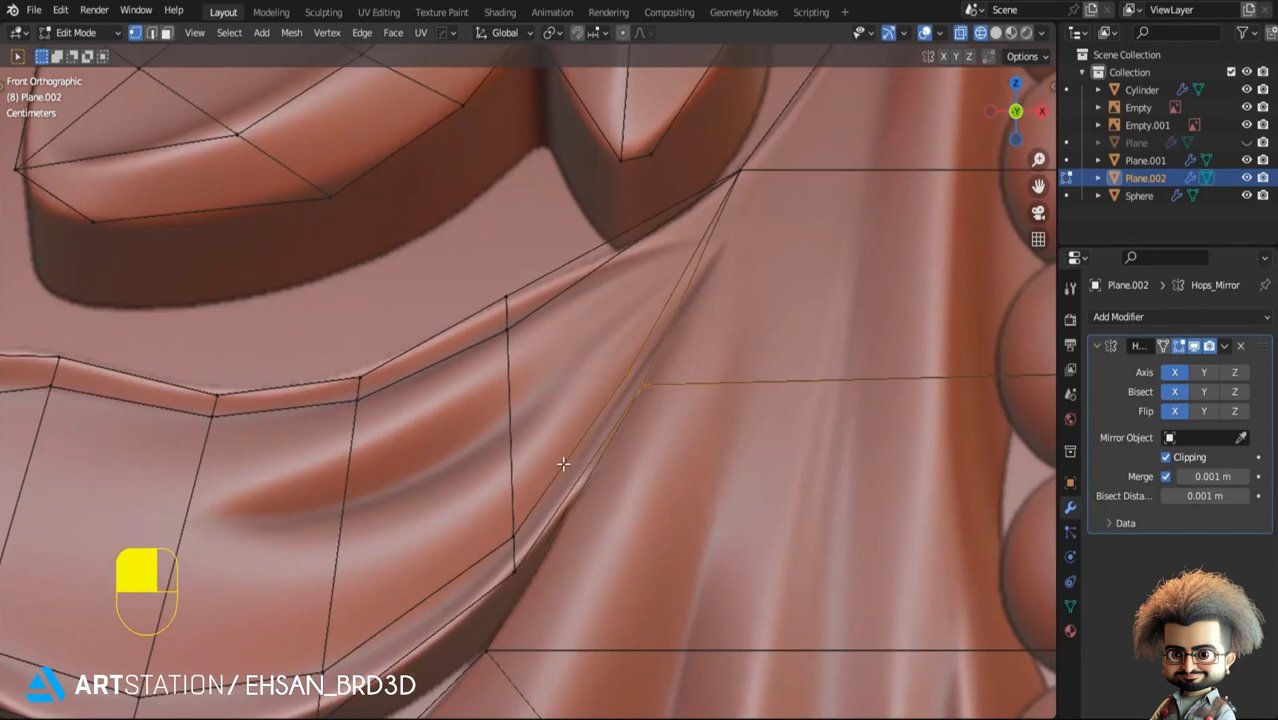 File Edit Render Window Help Layout Modeling Sculpting UV Editing Texture Paint Shading Animation Rendering Compositing Geometry Nodes Scripting + Scene ViewLayer
Edit Mode View Select Add Mesh Vertex Edge Face UV Global
X Y Z Options
Front Orthographic
(8) Plane.002
Centimeters
Z
X
-Y
Scene Collection
Collection
Cylinder
Empty
Empty.001
Plane
Plane.001
Plane.002
Sphere
Plane.002 > Hops_Mirror
Add Modifier
H...
Axis X Y Z
Bisect X Y Z
Flip X Y Z
Mirror Object
Clipping
Merge 0.001 m
Bisect Dista... 0.001 m
Data
ARTSTATION / EHSAN_BRD3D